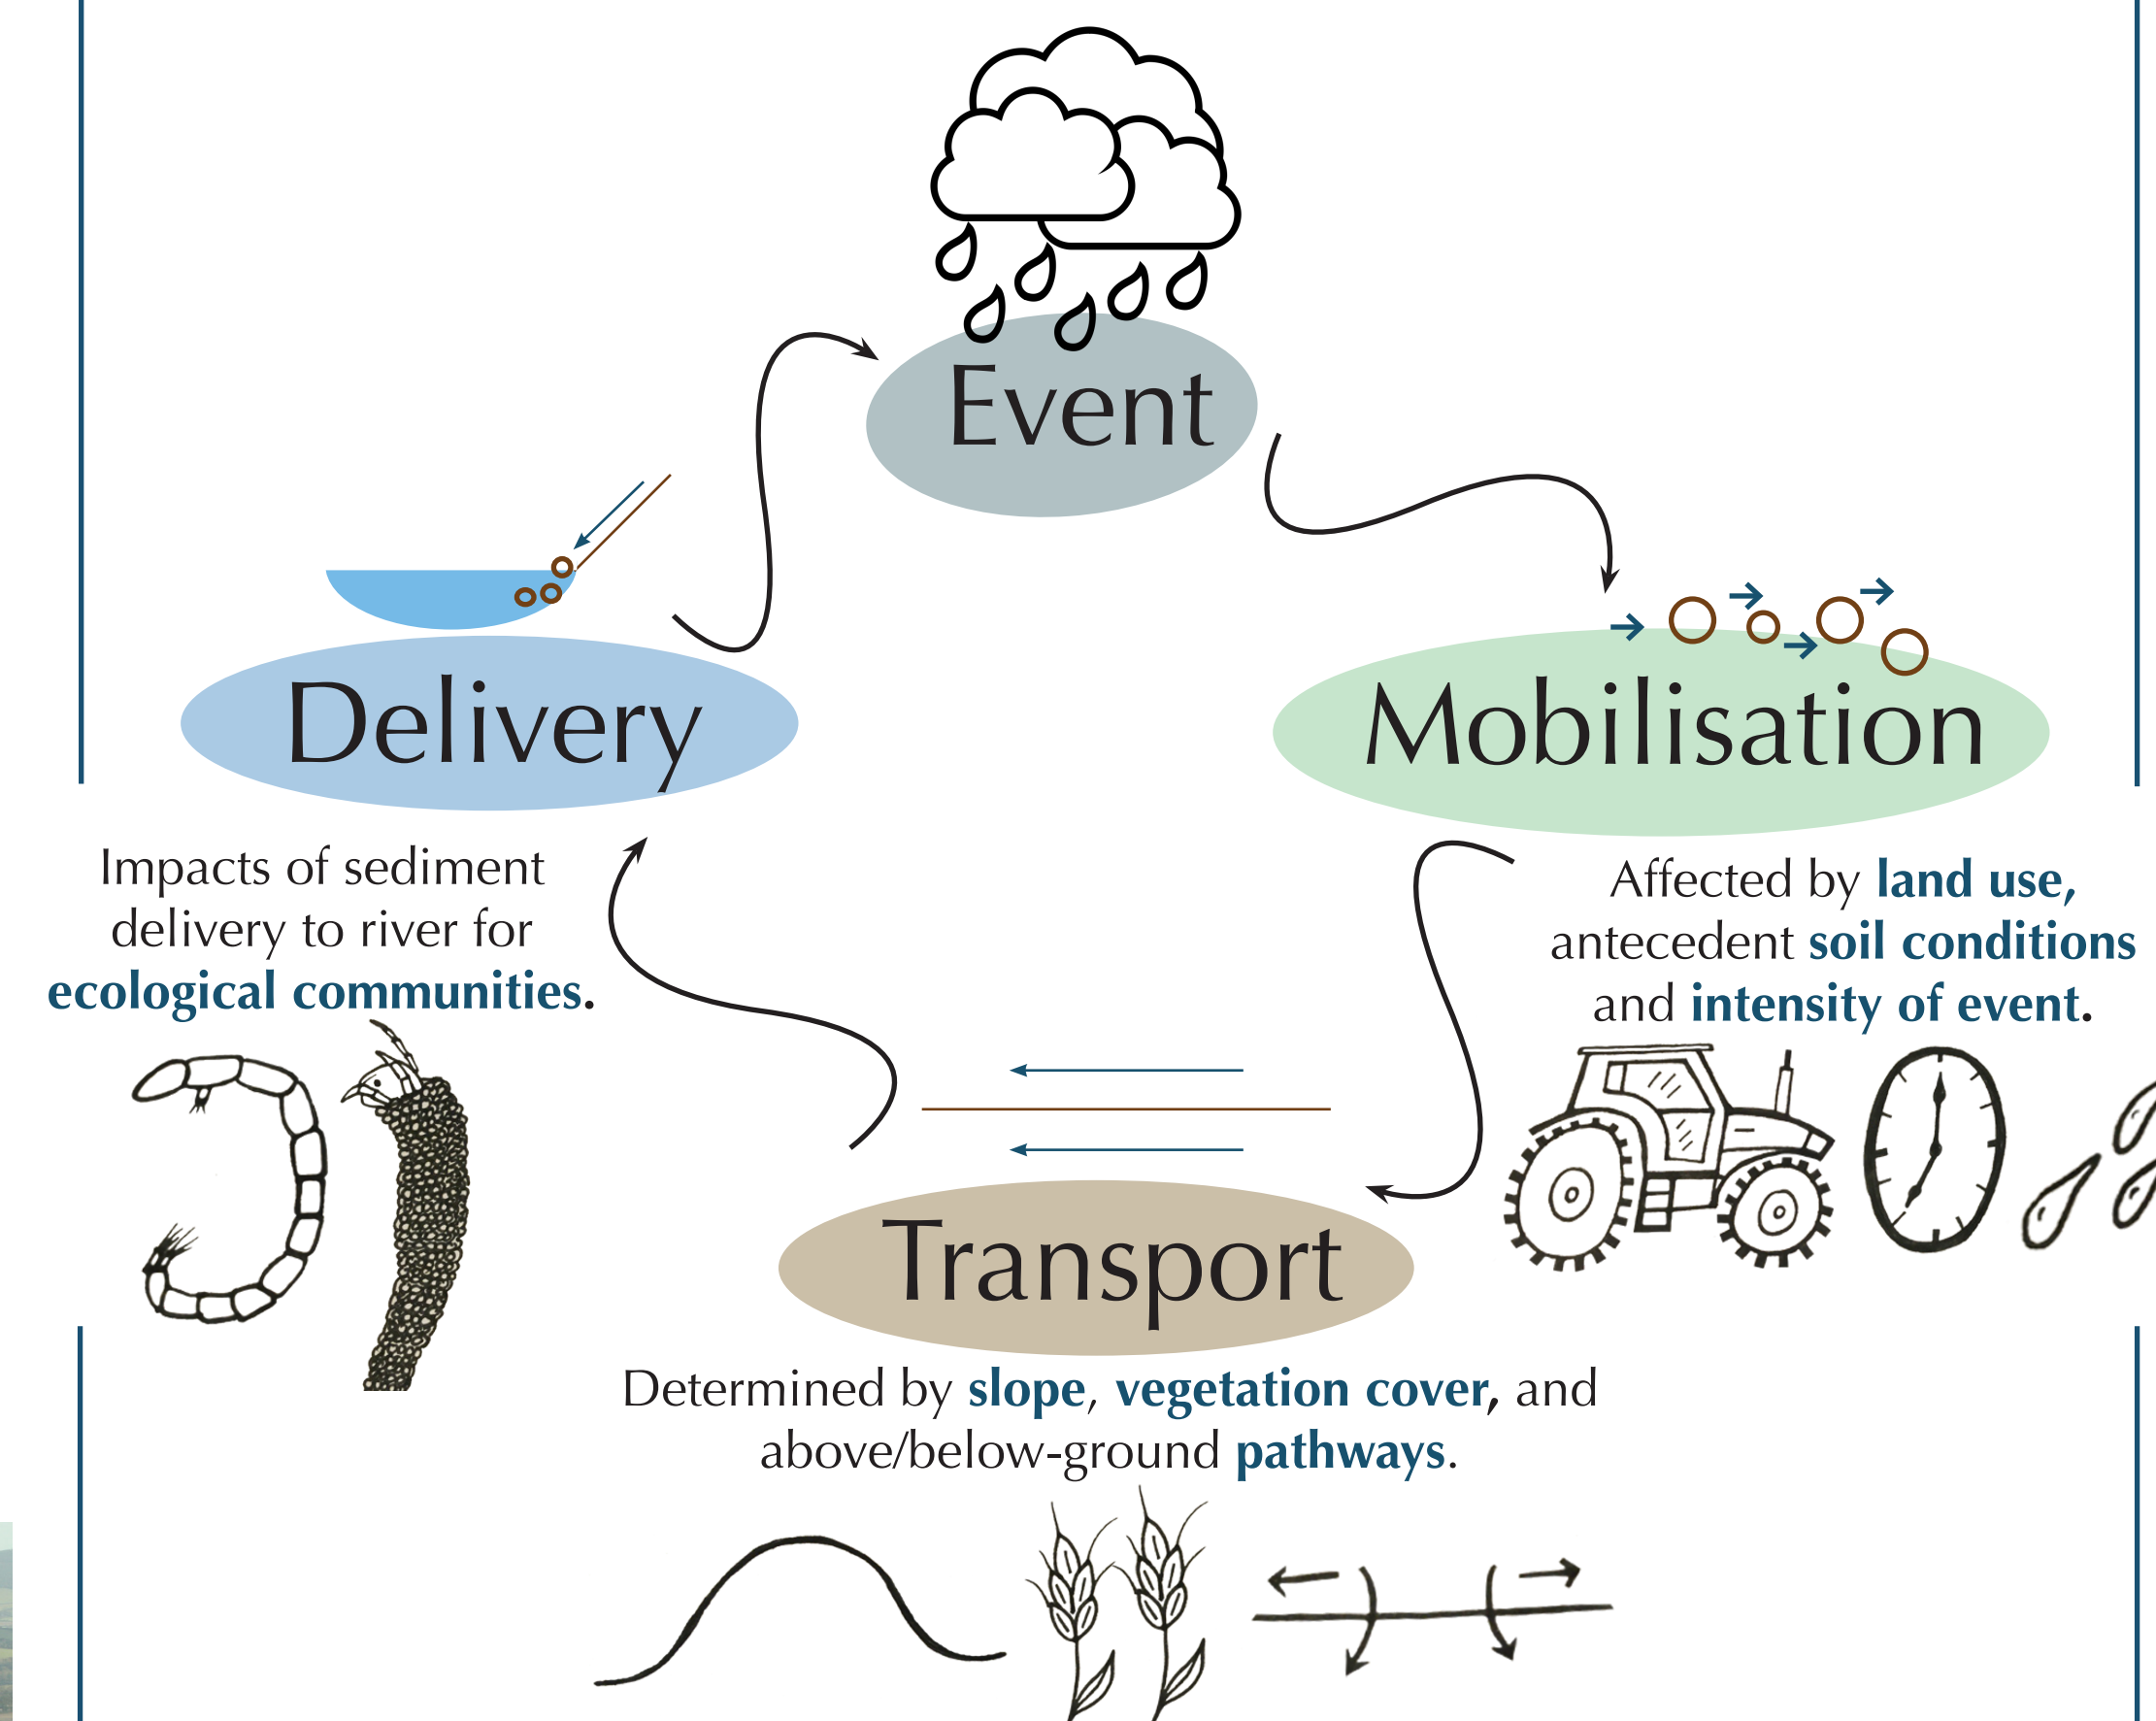 Event
Delivery
Mobilisation
Impacts of sediment
delivery to river for
ecological communities.
Affected by land use,
antecedent soil conditions
and intensity of event.
Transport
Determined by slope, vegetation cover, and
above/below-ground pathways.